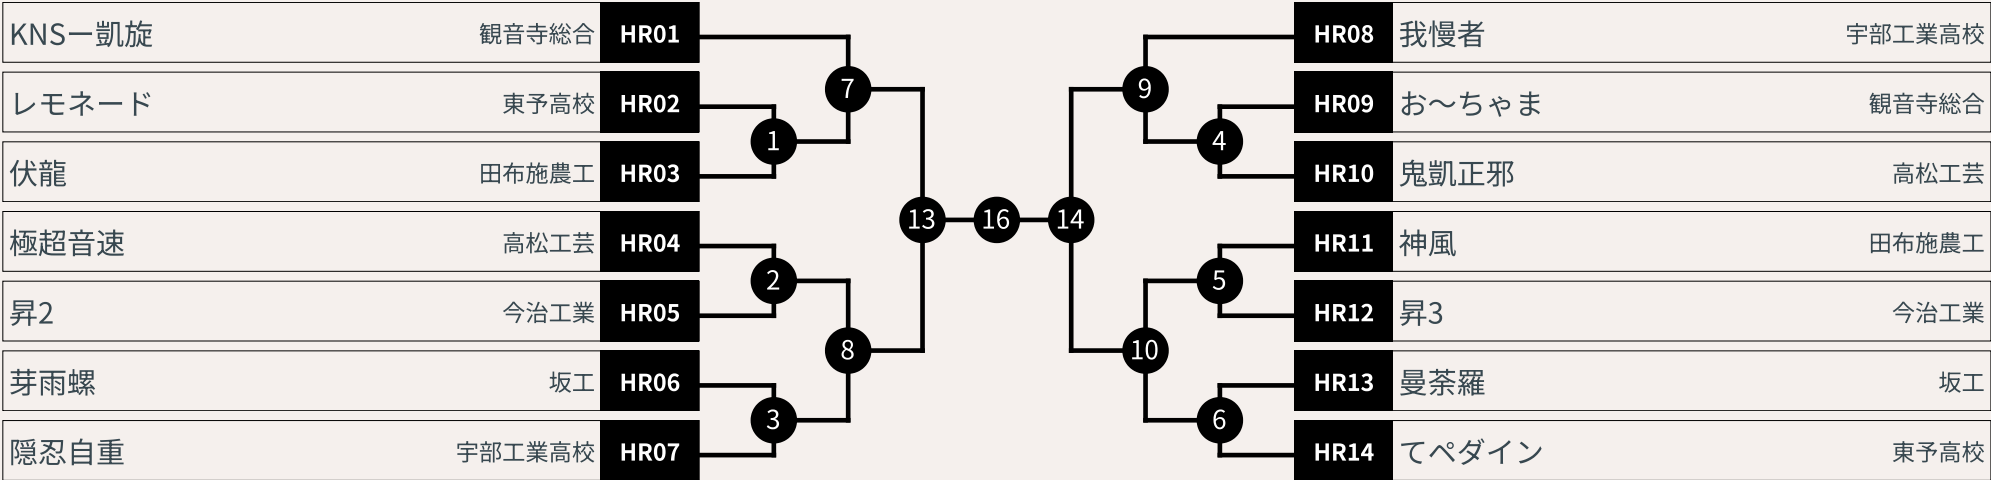 KNSー凱旋 観音寺総合 HR01
レモネード 東予高校 HR02
伏龍 田布施農工 HR03
極超音速 高松工芸 HR04
昇2 今治工業 HR05
芽雨螺 坂工 HR06
隠忍自重 宇部工業高校 HR07
7
1
13
2
8
3
16
9
4
14
5
10
6
HR08 我慢者 宇部工業高校
HR09 お～ちゃま 観音寺総合
HR10 鬼凱正邪 高松工芸
HR11 神風 田布施農工
HR12 昇3 今治工業
HR13 曼荼羅 坂工
HR14 てペダイン 東予高校